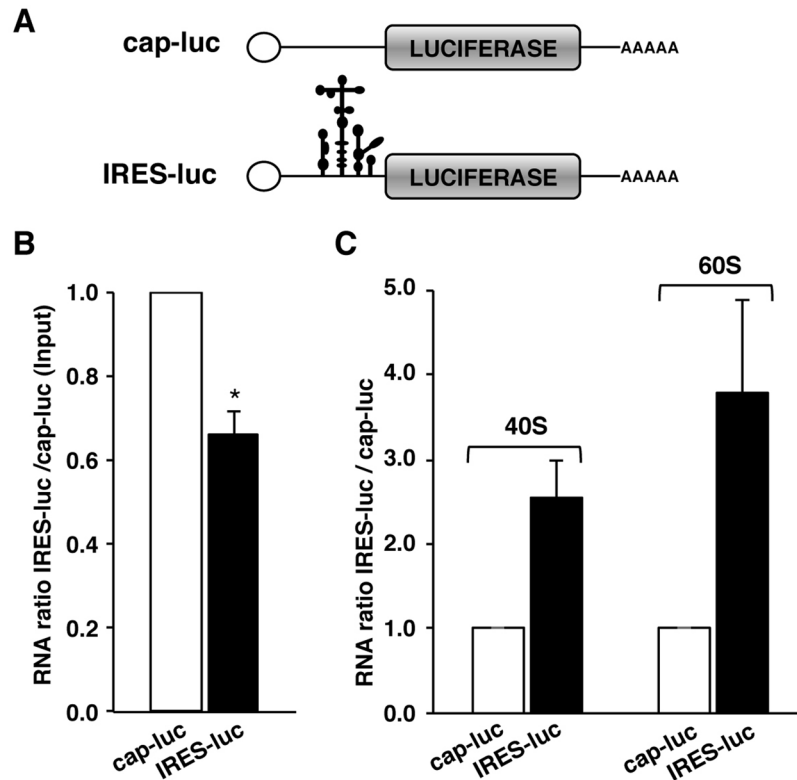 A
cap-luc
LUCIFERASE
AAAAA
IRES-luc
LUCIFERASE
AAAAA
B
RNA ratio IRES-luc /cap-luc (Input)
1.0
0.8
0.6
0.4
0.2
0.0
*
cap-luc
IRES-luc
C
RNA ratio IRES-luc / cap-luc
5.0
4.0
3.0
2.0
1.0
0.0
40S
60S
cap-luc
IRES-luc
cap-luc
IRES-luc